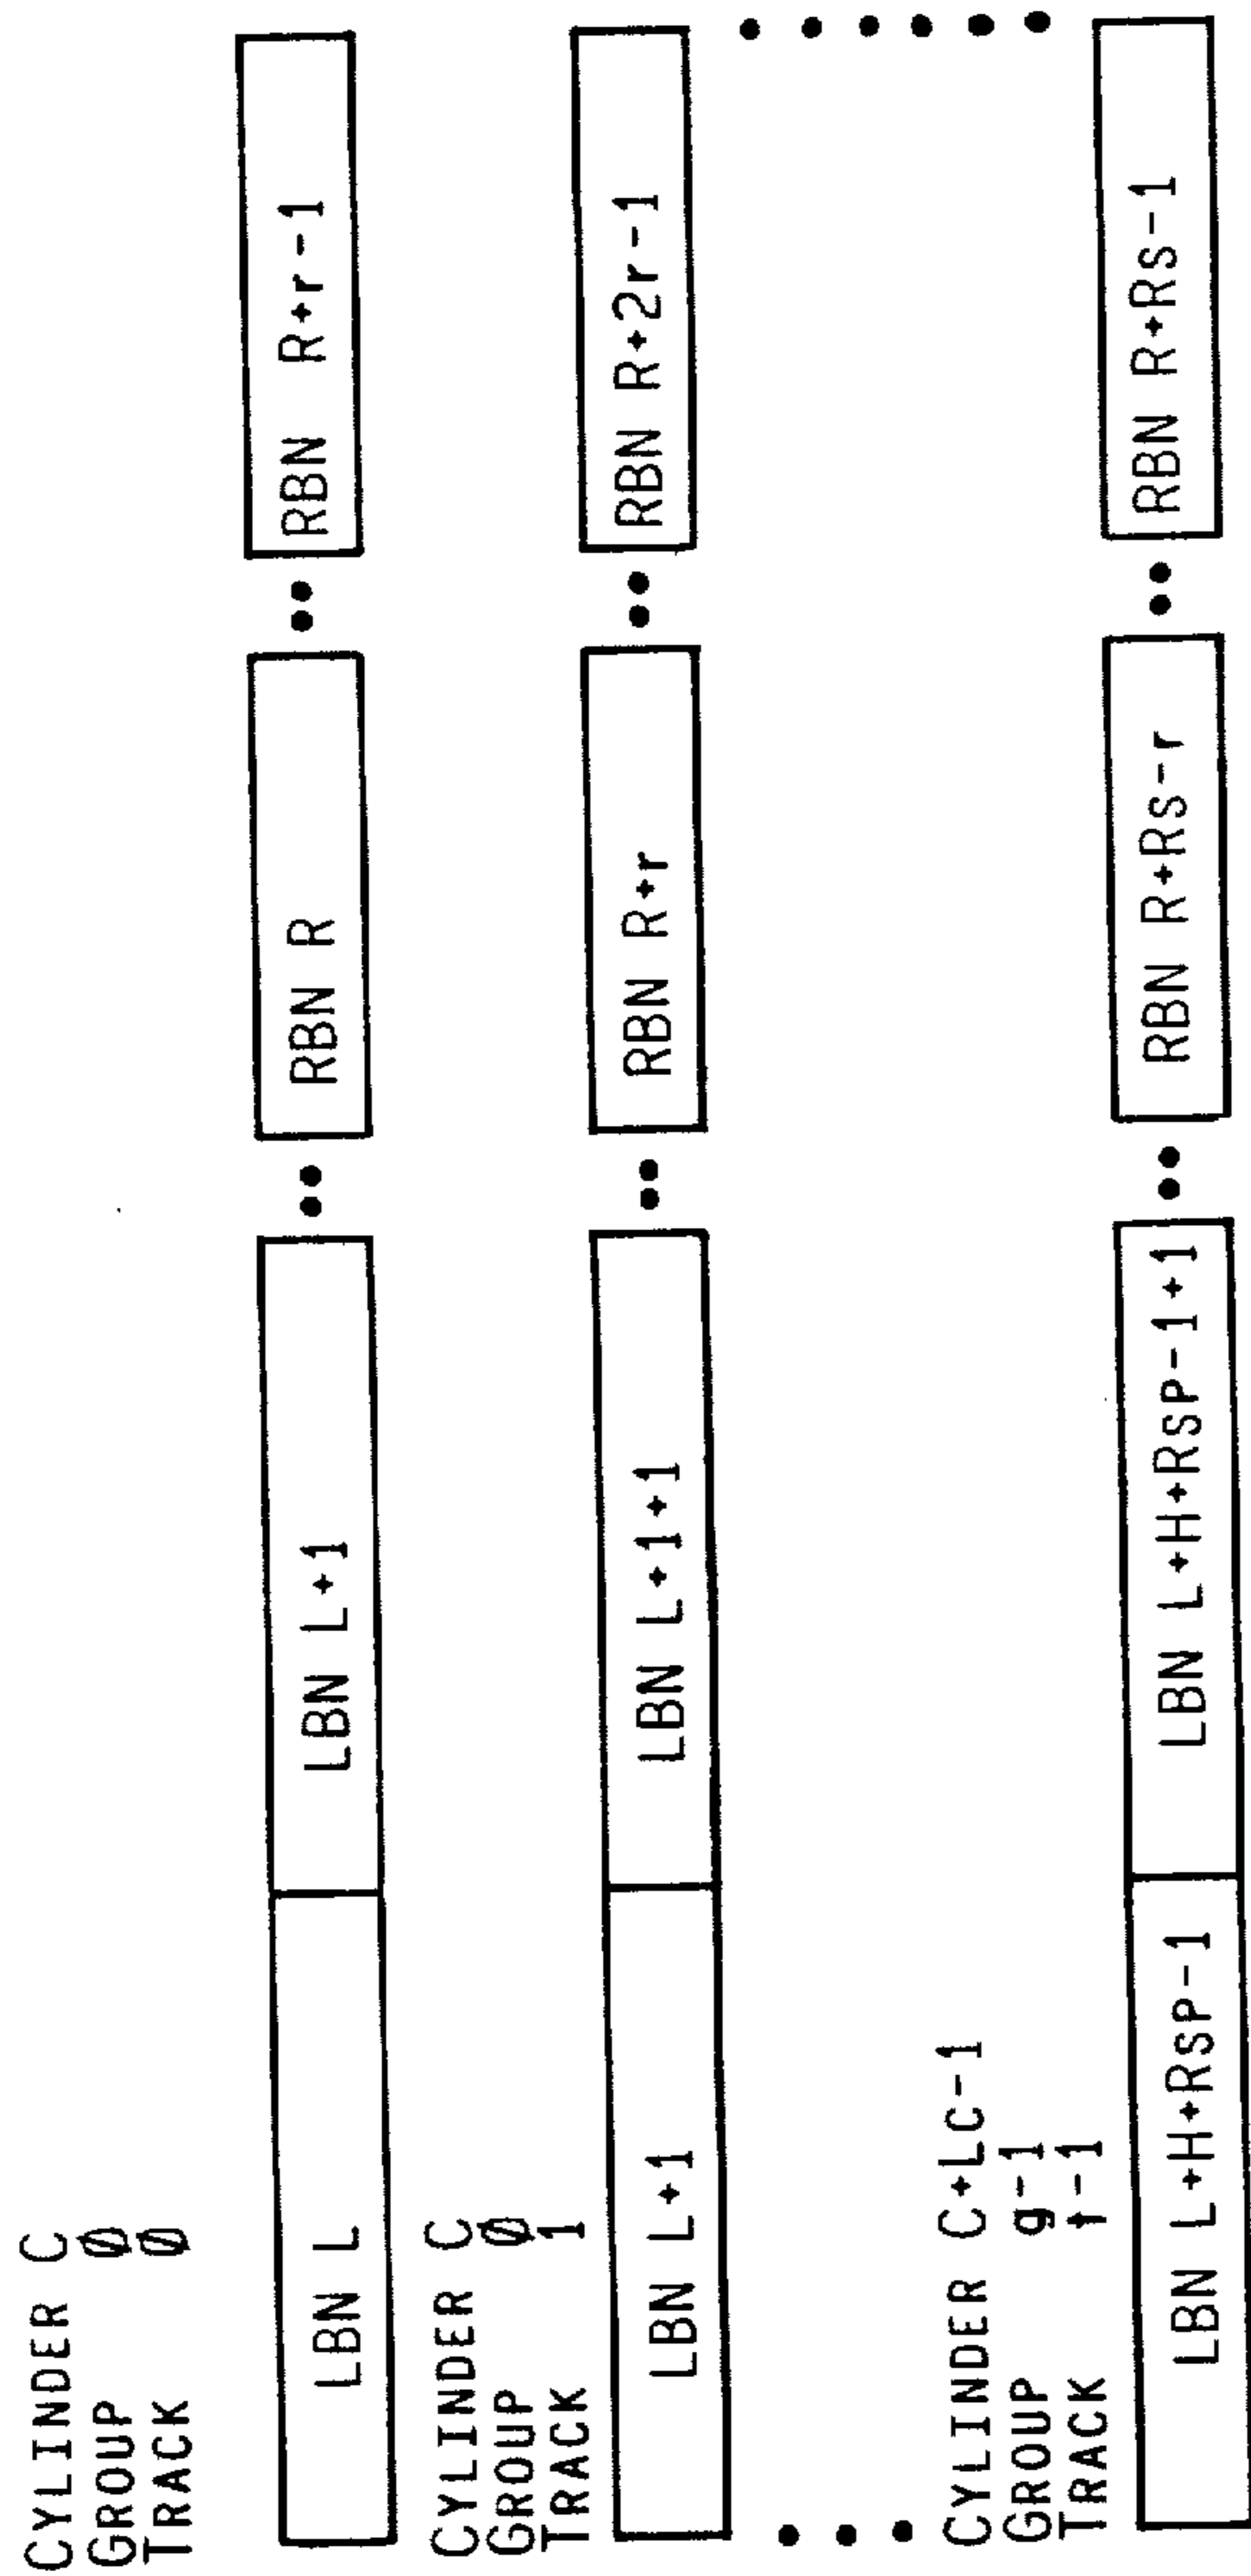 CYLINDER C
GROUP Ø
TRACK Ø
LBN L LBN L+1 •• RBN R •• RBN R+r-1
CYLINDER C
GROUP Ø
TRACK 1
LBN L+1 LBN L+1+1 •• RBN R+r •• RBN R+2r-1
CYLINDER C+LC-1
GROUP g-1
TRACK t-1
LBN L+H+RSP-1 LBN L+H+RSP-1+1 •• RBN R+RS-r •• RBN R+RS-1